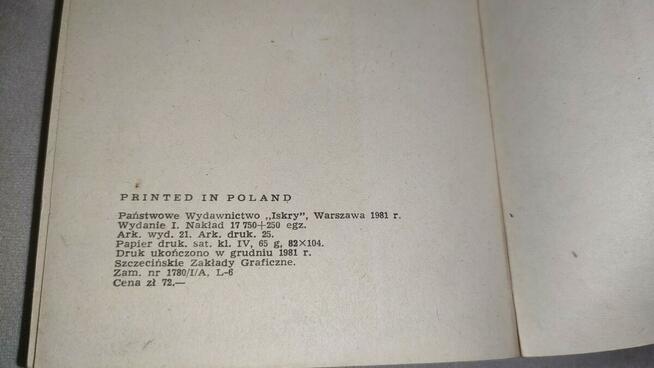 PRINTED IN POLAND
Państwowe Wydawnictwo „Iskry”, Warszawa 1981 r.
Wydanie I. Nakład 17 750+250 egz.
Ark. wyd. 21. Ark. druk. 25.
Papier druk. sat. kl. IV, 65 g, 82×104.
Druk ukończono w grudniu 1981 r.
Szczecińskie Zakłady Graficzne.
Zam. nr 1780/I/A, L-6
Cena zł 72.—